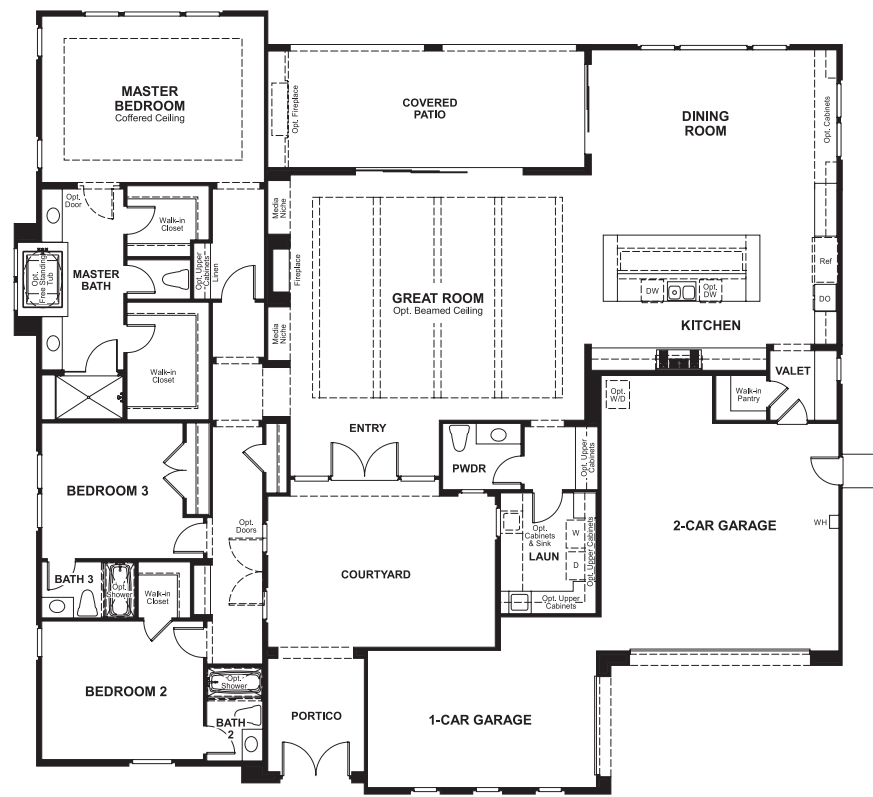 MASTER
BEDROOM
Coffered Ceiling
Opt. Fireplace
COVERED
PATIO
DINING
ROOM
Opt. Cabinets
Opt.
Door
Walk-in
Closet
Media
Niche
Opt.
Free Standing
Tub
MASTER
BATH
Opt. Upper
Cabinets
Linen
Fireplace
GREAT ROOM
Opt. Beamed Ceiling
Ref
DW
Opt.
DW
DO
KITCHEN
Media
Niche
Walk-in
Closet
VALET
Opt.
W/D
Walk-in
Pantry
ENTRY
PWDR
Opt. Upper
Cabinets
BEDROOM 3
Opt.
Doors
Opt.
Cabinets
& Sink
W
D
Opt. Upper Cabinets
LAUN
Opt. Upper
Cabinets
2-CAR GARAGE
WH
COURTYARD
BATH 3
Opt.
Shower
Walk-in
Closet
BEDROOM 2
Opt.
Shower
BATH
2
PORTICO
1-CAR GARAGE